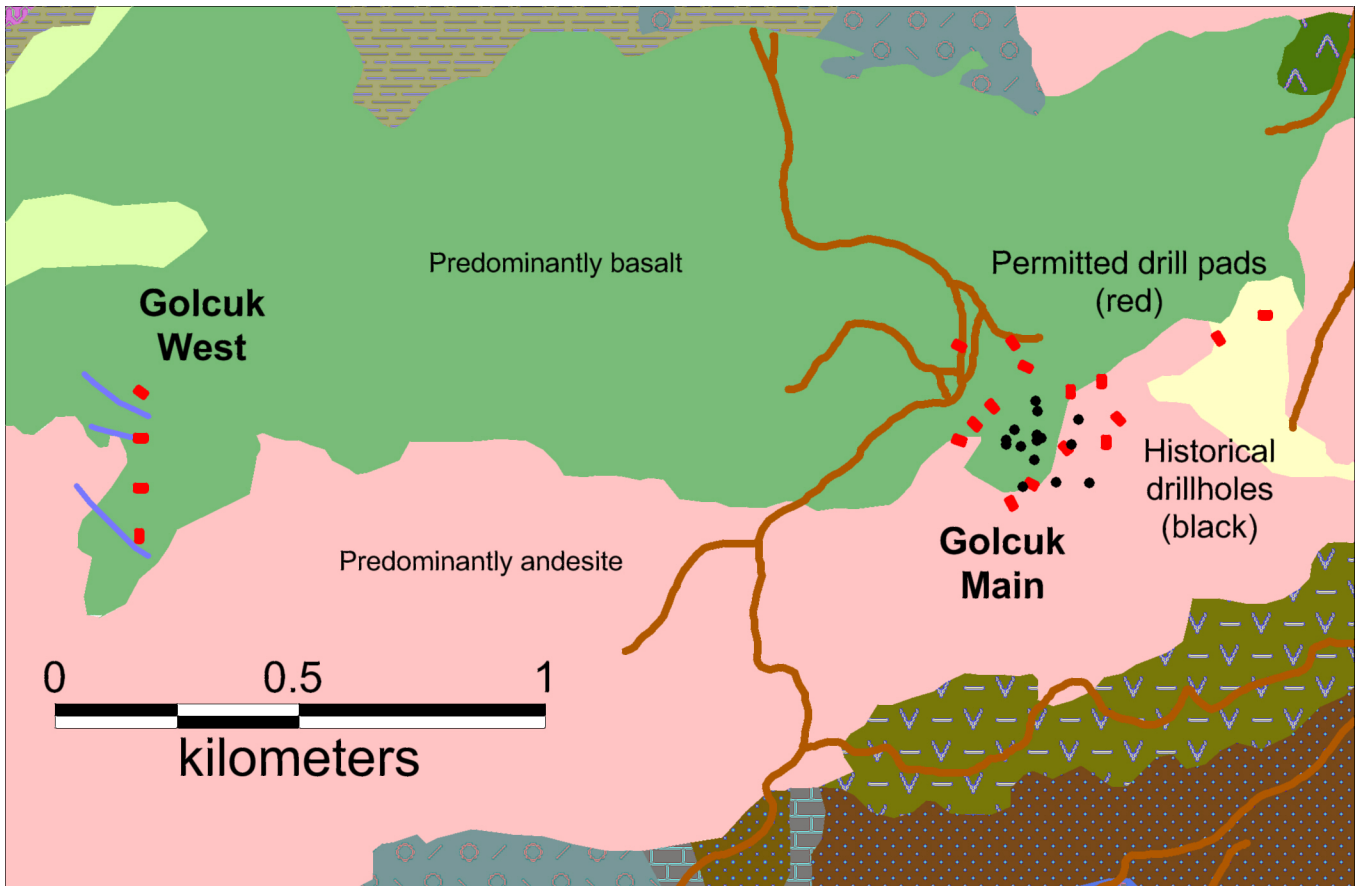 Predominantly basalt
Permitted drill pads
(red)
Golcuk
West
Historical
drillholes
(black)
Golcuk
Main
Predominantly andesite
0 0.5 1
kilometers